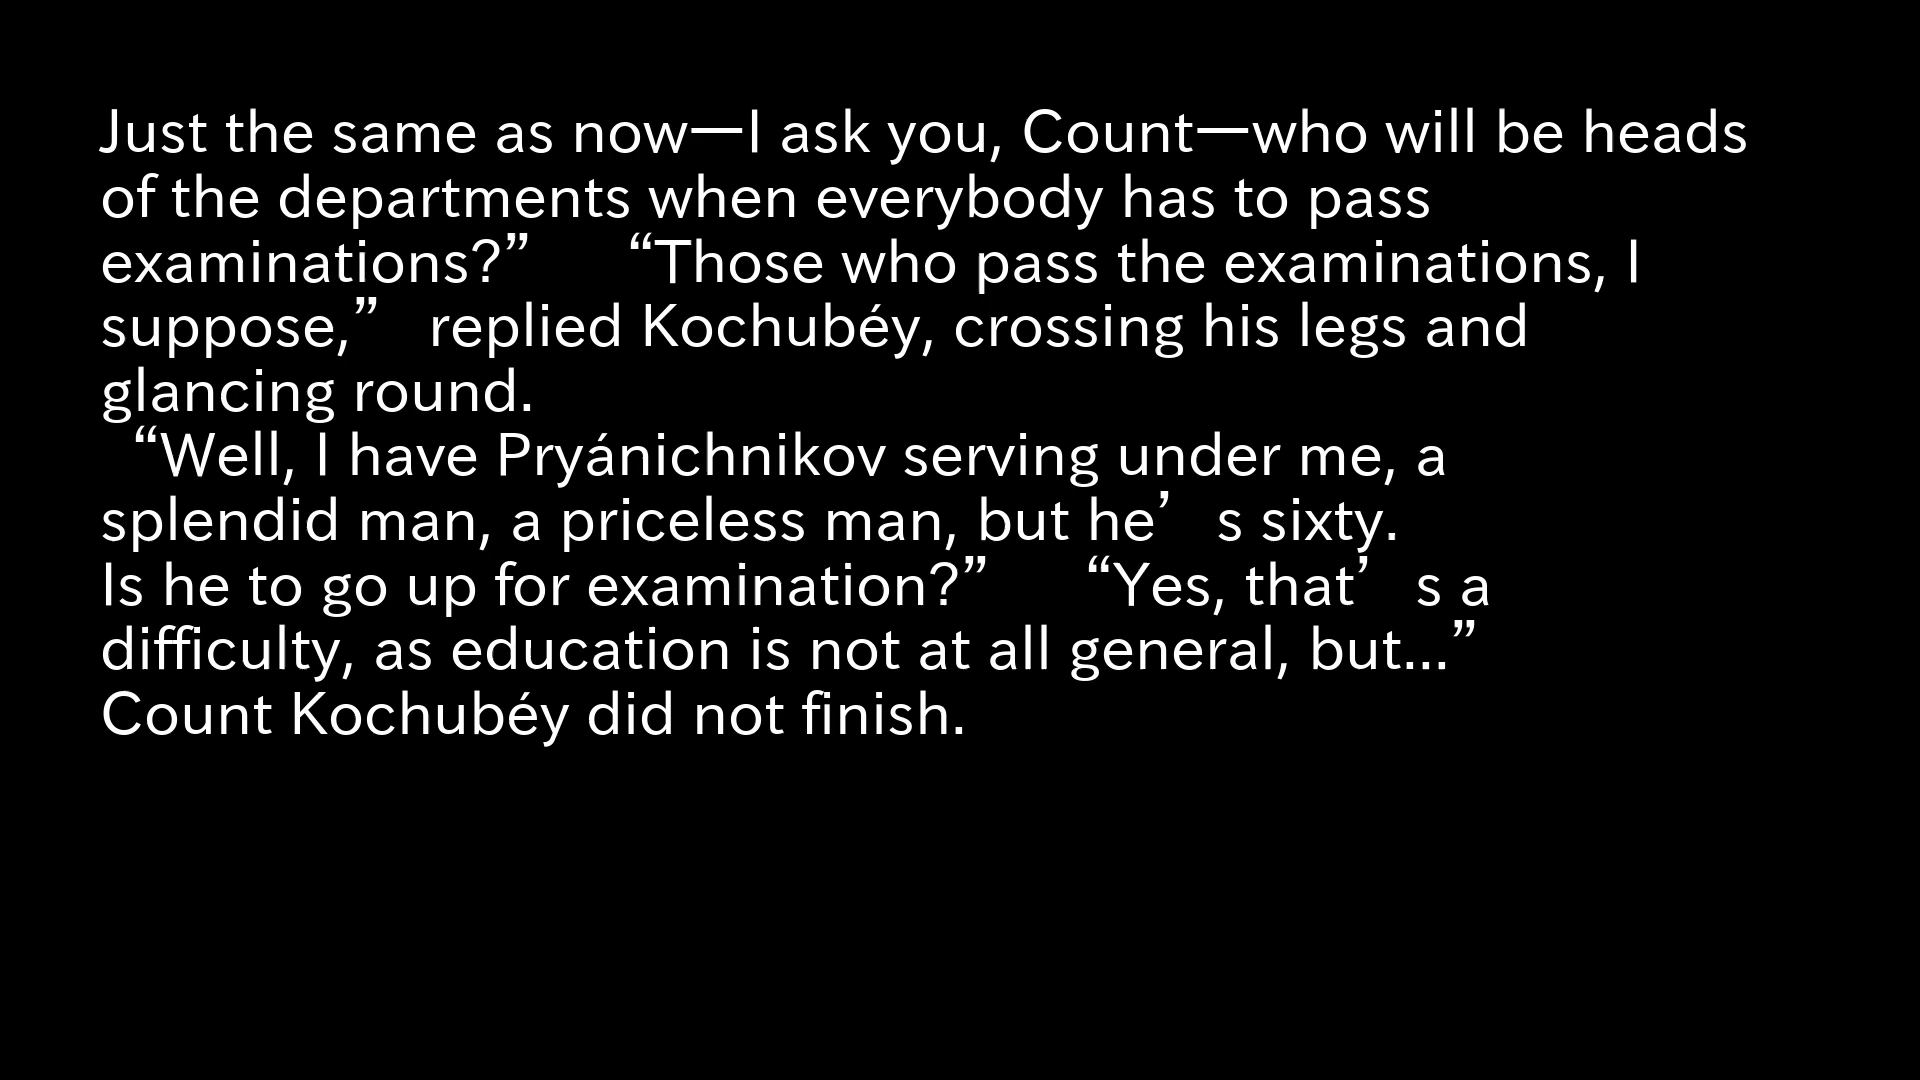 Just the same as now—I ask you, Count—who will be heads
of the departments when everybody has to pass
examinations?” “Those who pass the examinations, I
suppose,” replied Kochubéy, crossing his legs and
glancing round.
“Well, I have Pryánichnikov serving under me, a
splendid man, a priceless man, but he’s sixty.
Is he to go up for examination?” “Yes, that’s a
difficulty, as education is not at all general, but...”
Count Kochubéy did not finish.